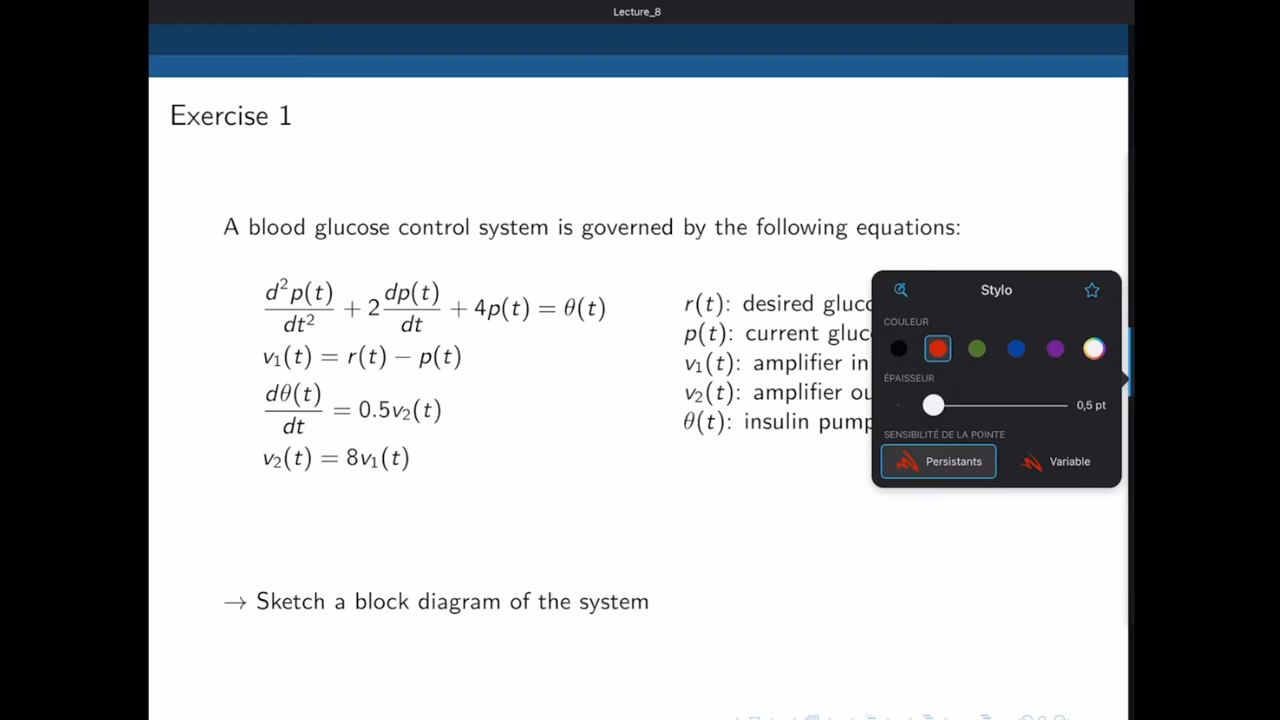 Lecture_8
Exercise 1
A blood glucose control system is governed by the following equations:
d²p(t)/dt² + 2 dp(t)/dt + 4p(t) = θ(t)
v₁(t) = r(t) − p(t)
dθ(t)/dt = 0.5v₂(t)
v₂(t) = 8v₁(t)
r(t): desired gluc
p(t): current gluc
v₁(t): amplifier in
v₂(t): amplifier ou
θ(t): insulin pump
Stylo
COULEUR
ÉPAISSEUR
0,5 pt
SENSIBILITÉ DE LA POINTE
Persistants
Variable
→ Sketch a block diagram of the system